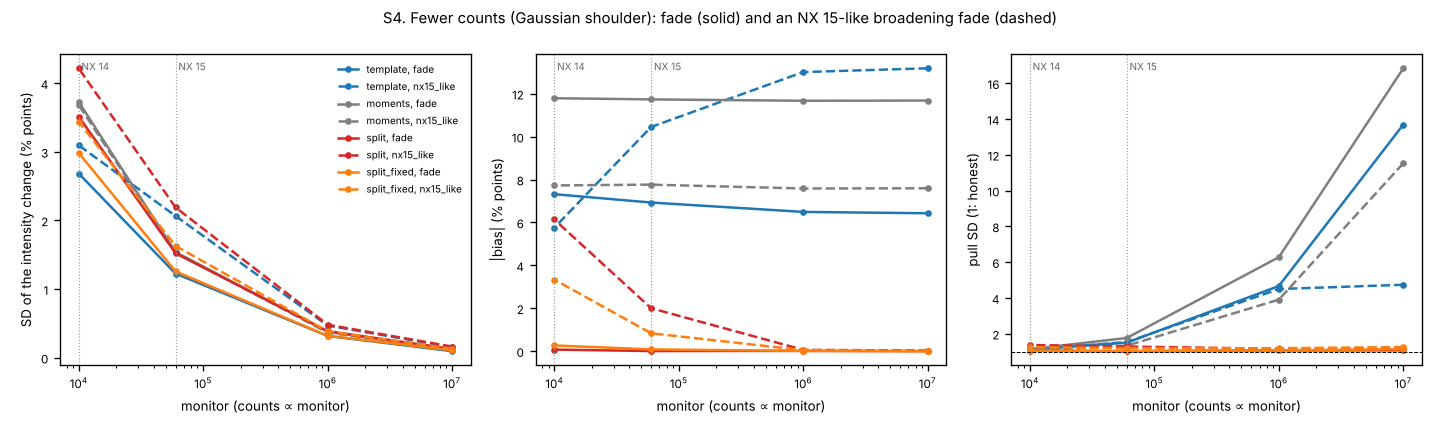 S4. Fewer counts (Gaussian shoulder): fade (solid) and an NX 15-like broadening fade (dashed)
SD of the intensity change (% points)
4
3
2
1
0
NX 14
NX 15
template, fade
template, nx15_like
moments, fade
moments, nx15_like
split, fade
split, nx15_like
split_fixed, fade
split_fixed, nx15_like
10⁴
10⁵
10⁶
10⁷
monitor (counts ∝ monitor)
|bias| (% points)
12
10
8
6
4
2
0
NX 14
NX 15
10⁴
10⁵
10⁶
10⁷
monitor (counts ∝ monitor)
pull SD (1: honest)
16
14
12
10
8
6
4
2
NX 14
NX 15
10⁴
10⁵
10⁶
10⁷
monitor (counts ∝ monitor)